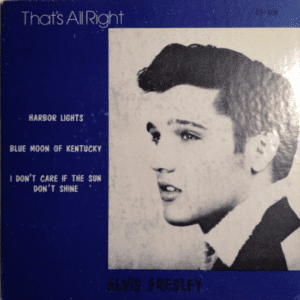 That's All Right
HARBOR LIGHTS
BLUE MOON OF KENTUCKY
I DON'T CARE IF THE SUN
DON'T SHINE
ELVIS PRESLEY